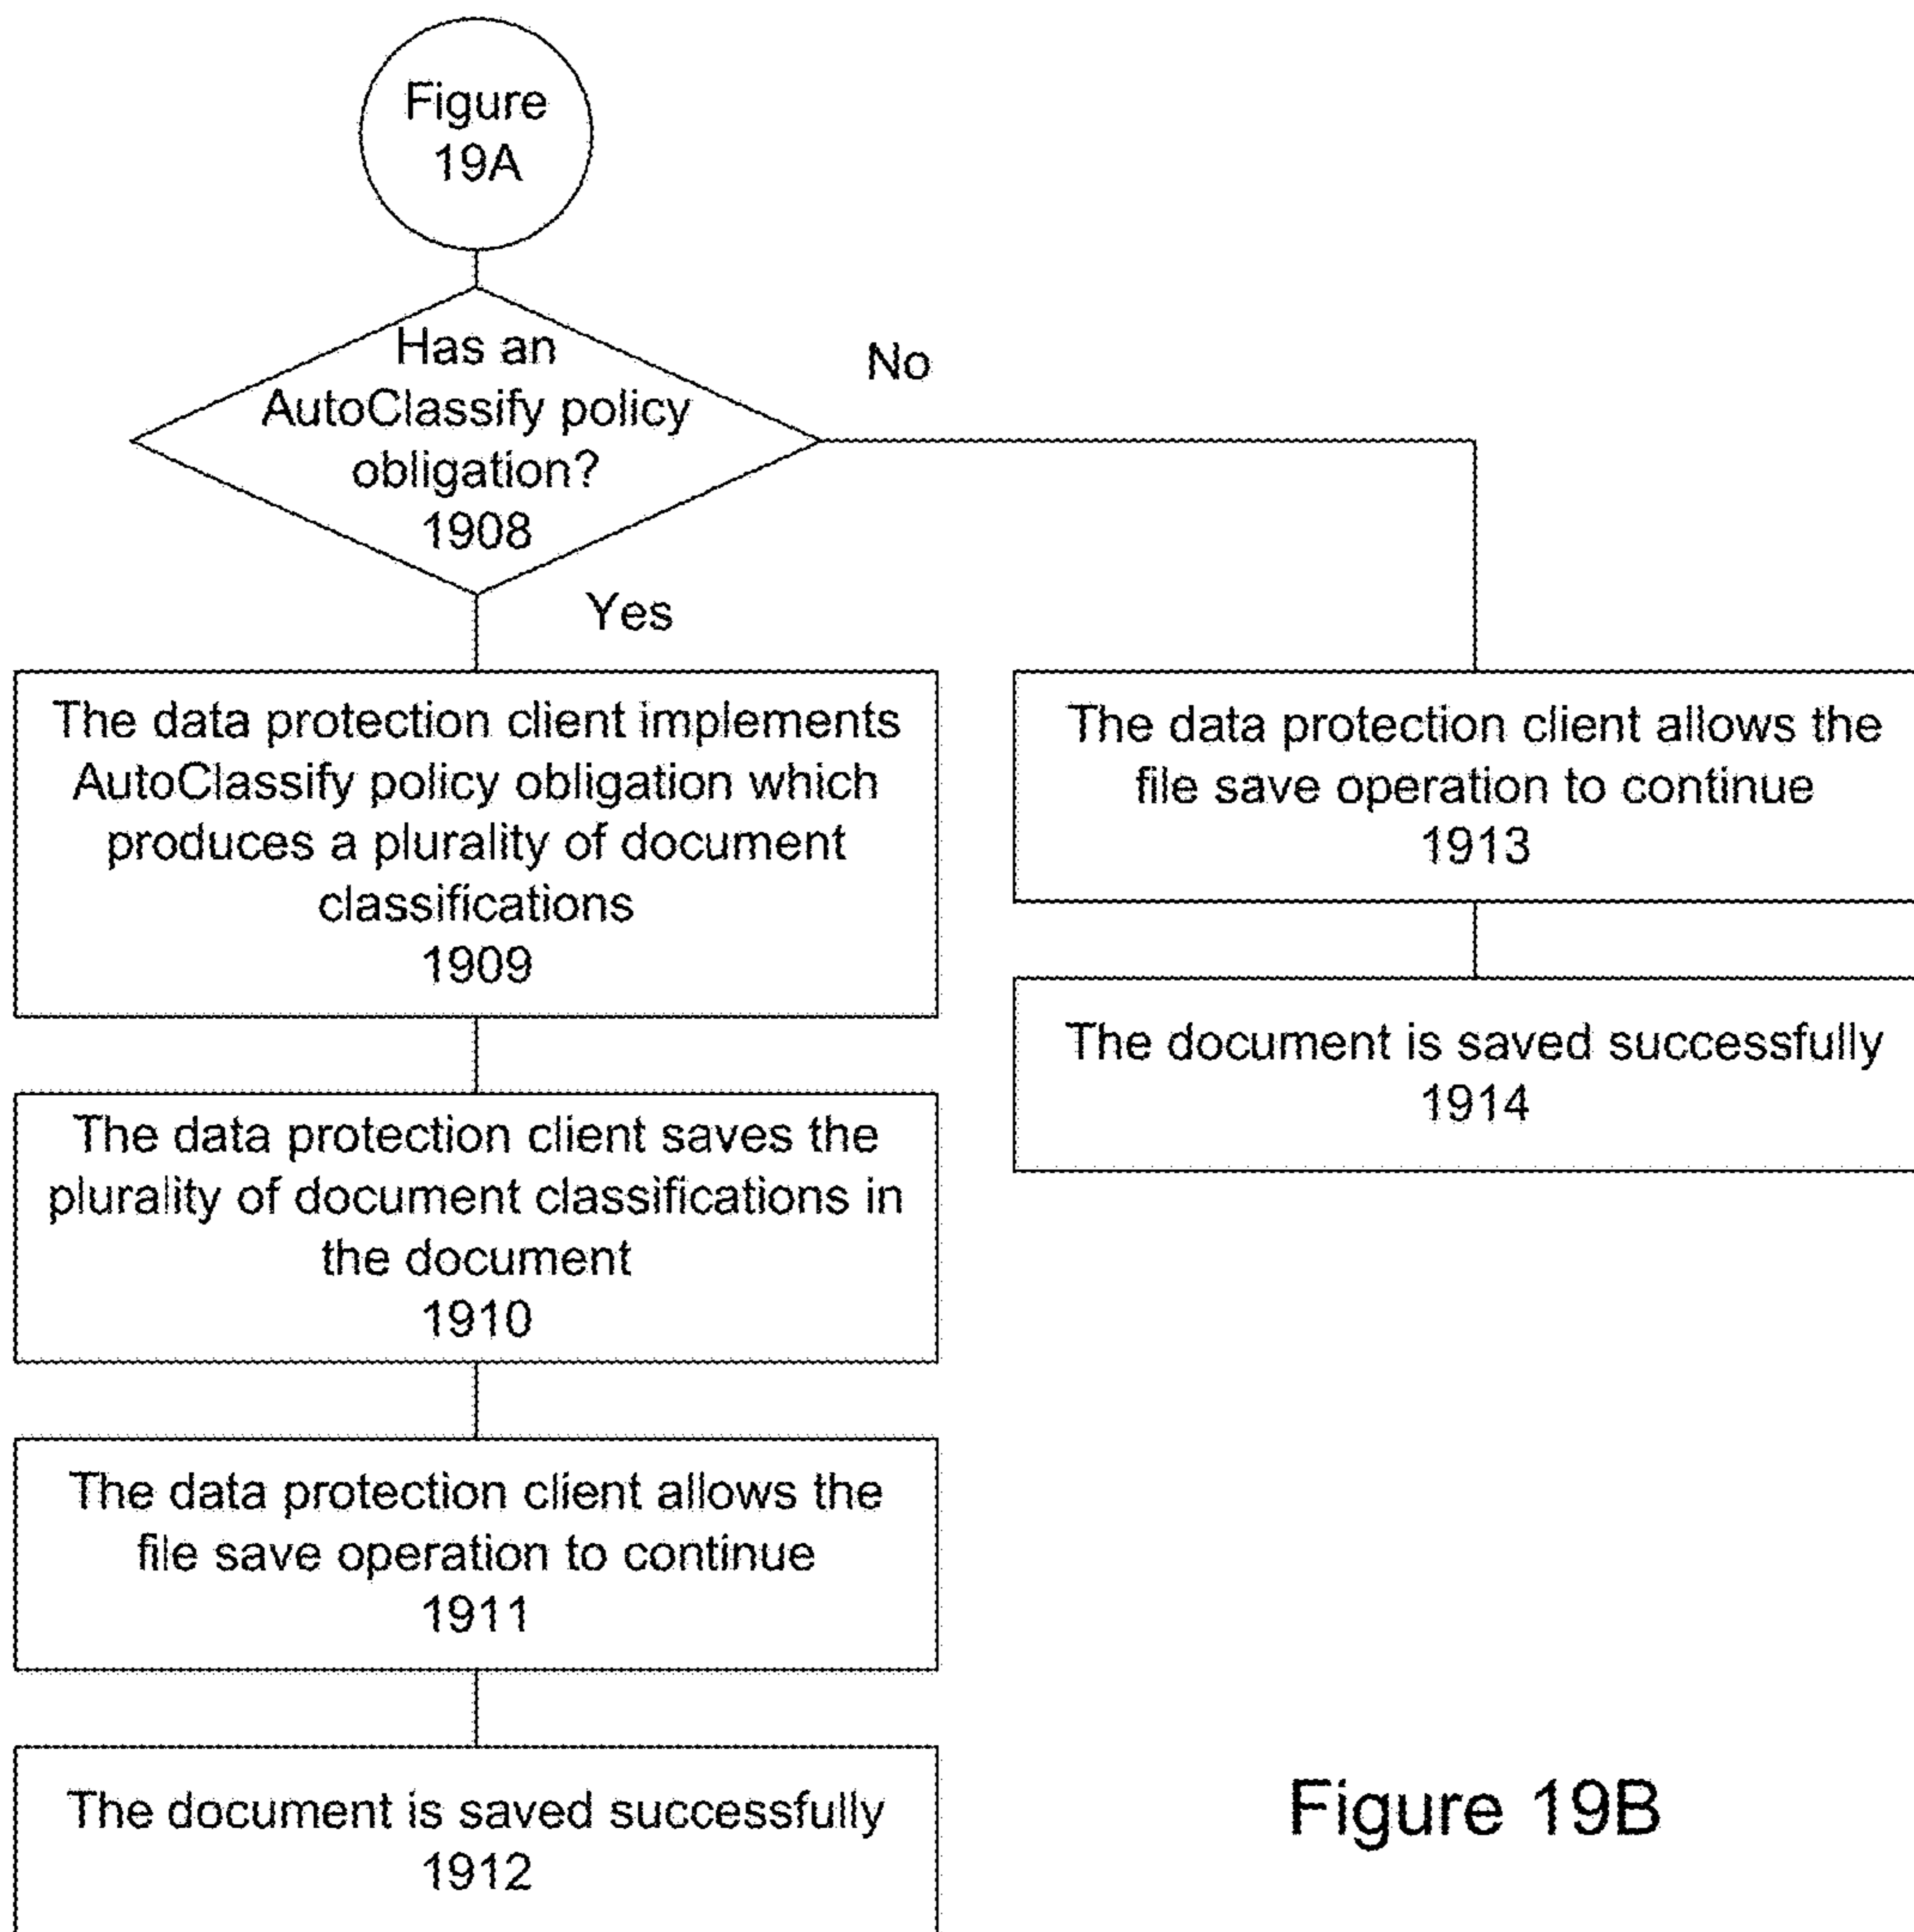 Figure
19A
Has an
AutoClassify policy
obligation?
1908
No
Yes
The data protection client implements
AutoClassify policy obligation which
produces a plurality of document
classifications
1909
The data protection client saves the
plurality of document classifications in
the document
1910
The data protection client allows the
file save operation to continue
1911
The document is saved successfully
1912
The data protection client allows the
file save operation to continue
1913
The document is saved successfully
1914
Figure 19B